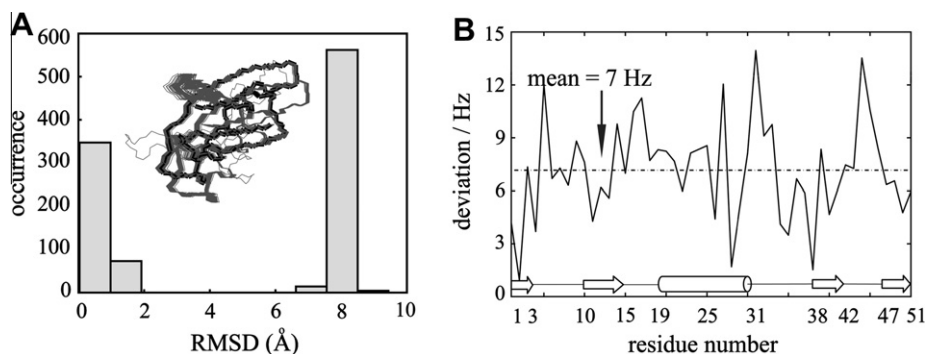 A
600
500
400
300
200
100
0
occurrence
0 2 4 6 8 10
RMSD (Å)
B
15
12
9
6
3
0
deviation / Hz
mean = 7 Hz
1 3 10 15 19 25 31 38 42 47 51
residue number